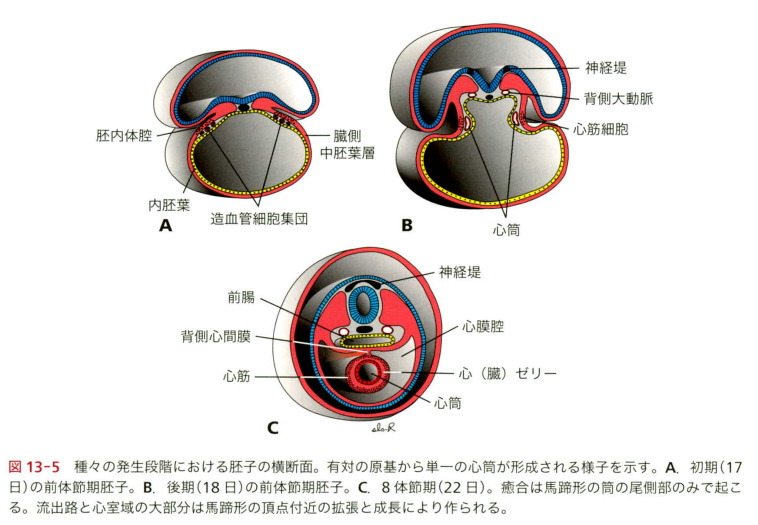 神経堤
背側大動脈
胚内体腔
臓側
中胚葉層
心筋細胞
内胚葉
造血管細胞集団
A
B
心筒
神経堤
前腸
背側心間膜
心膜腔
心筋
心（臓）ゼリー
心筒
C
図 13-5 種々の発生段階における胚子の横断面。有対の原基から単一の心筒が形成される様子を示す。A. 初期(17
日)の前体節期胚子。B. 後期(18 日)の前体節期胚子。C. 8 体節期(22 日)。癒合は馬蹄形の筒の尾側部のみで起こ
る。流出路と心室域の大部分は馬蹄形の頂点付近の拡張と成長により作られる。